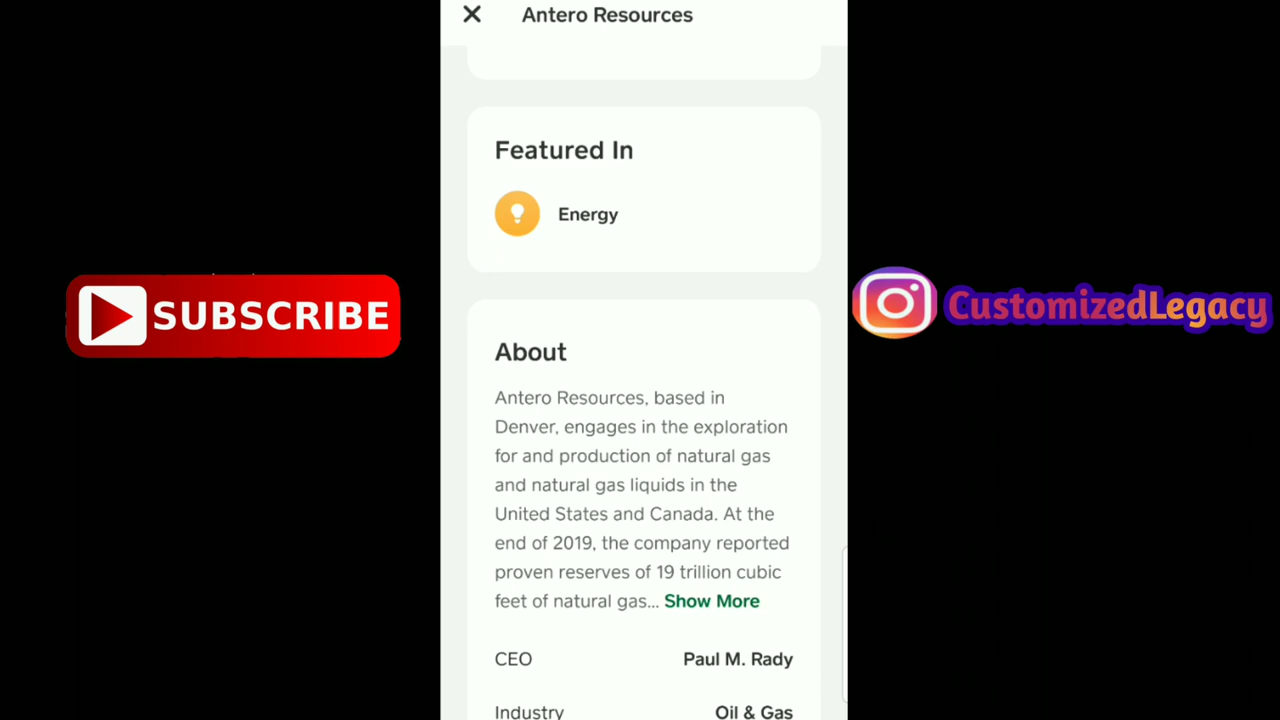 Antero Resources
Featured In
Energy
SUBSCRIBE
CustomizedLegacy
About
Antero Resources, based in
Denver, engages in the exploration
for and production of natural gas
and natural gas liquids in the
United States and Canada. At the
end of 2019, the company reported
proven reserves of 19 trillion cubic
feet of natural gas... Show More
CEO Paul M. Rady
Industry Oil & Gas